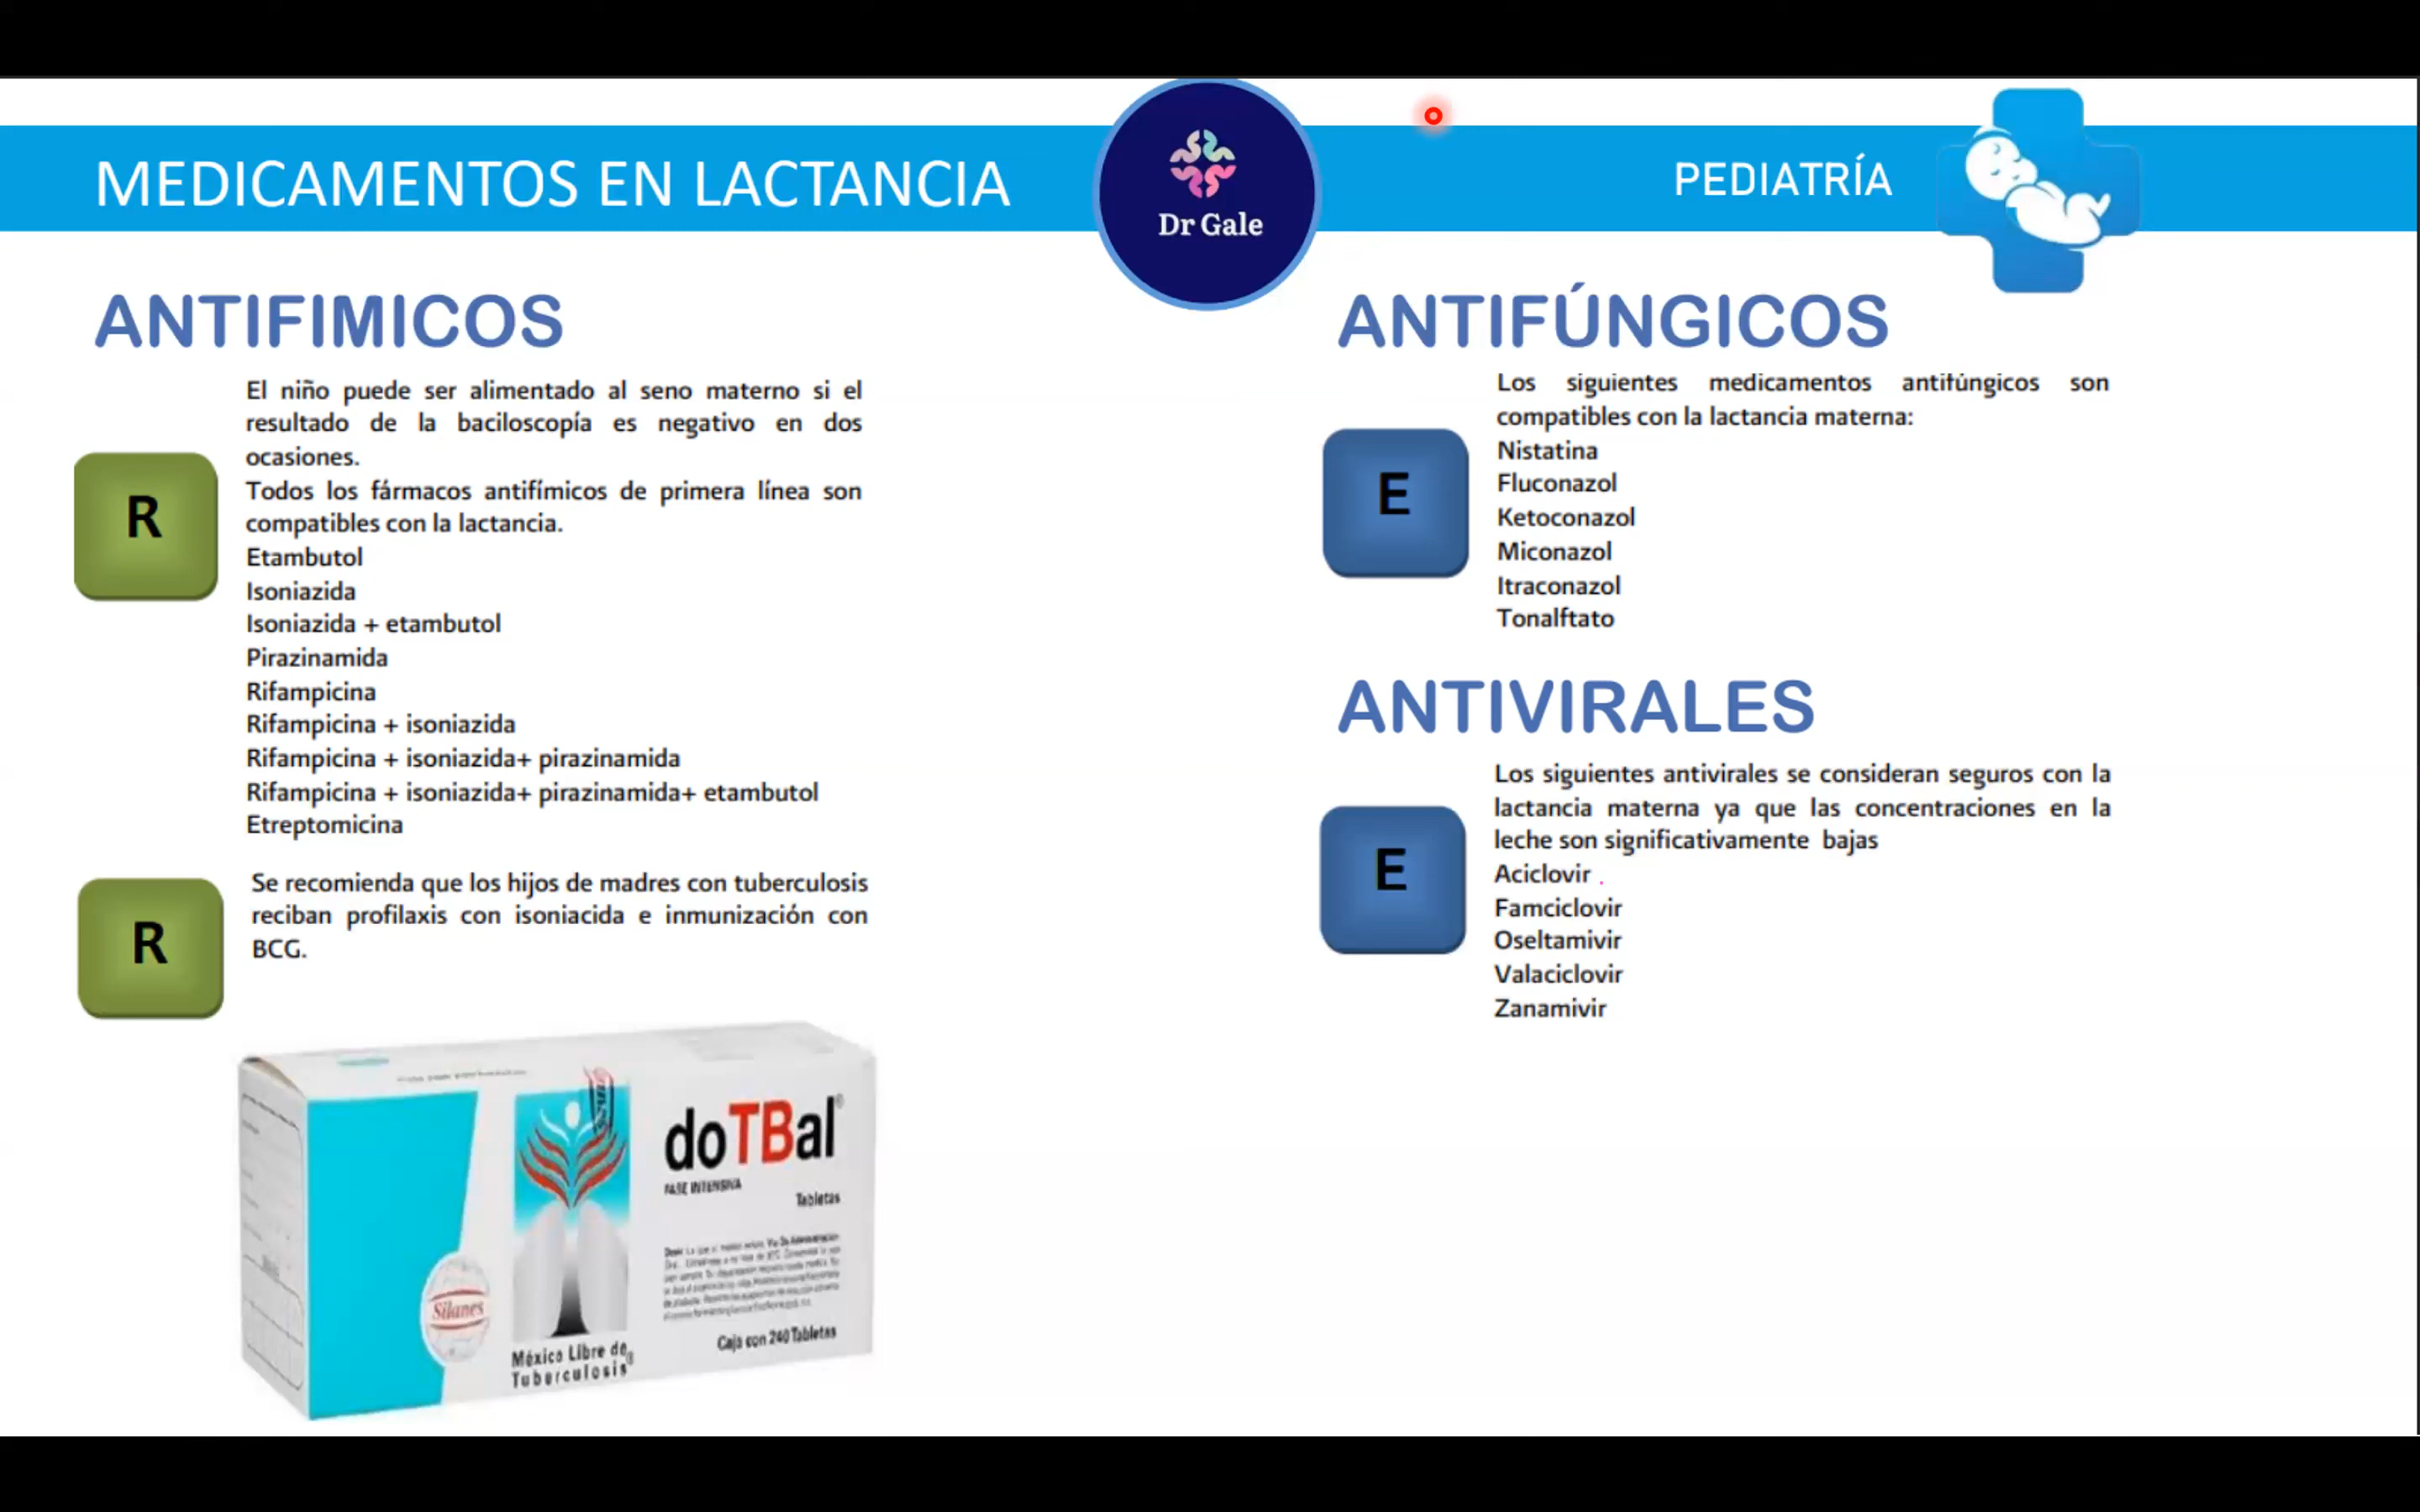 MEDICAMENTOS EN LACTANCIA
Dr Gale
PEDIATRÍA
ANTIFIMICOS
R
El niño puede ser alimentado al seno materno si el
resultado de la baciloscopía es negativo en dos
ocasiones.
Todos los fármacos antifímicos de primera línea son
compatibles con la lactancia.
Etambutol
Isoniazida
Isoniazida + etambutol
Pirazinamida
Rifampicina
Rifampicina + isoniazida
Rifampicina + isoniazida+ pirazinamida
Rifampicina + isoniazida+ pirazinamida+ etambutol
Etreptomicina
R
Se recomienda que los hijos de madres con tuberculosis
reciban profilaxis con isoniacida e inmunización con
BCG.
doTBal®
FASE INTENSIVA
Tabletas
Caja con 240 Tabletas
Silanes
México Libre de
Tuberculosis
ANTIFÚNGICOS
E
Los siguientes medicamentos antifúngicos son
compatibles con la lactancia materna:
Nistatina
Fluconazol
Ketoconazol
Miconazol
Itraconazol
Tonalftato
ANTIVIRALES
E
Los siguientes antivirales se consideran seguros con la
lactancia materna ya que las concentraciones en la
leche son significativamente bajas
Aciclovir
Famciclovir
Oseltamivir
Valaciclovir
Zanamivir